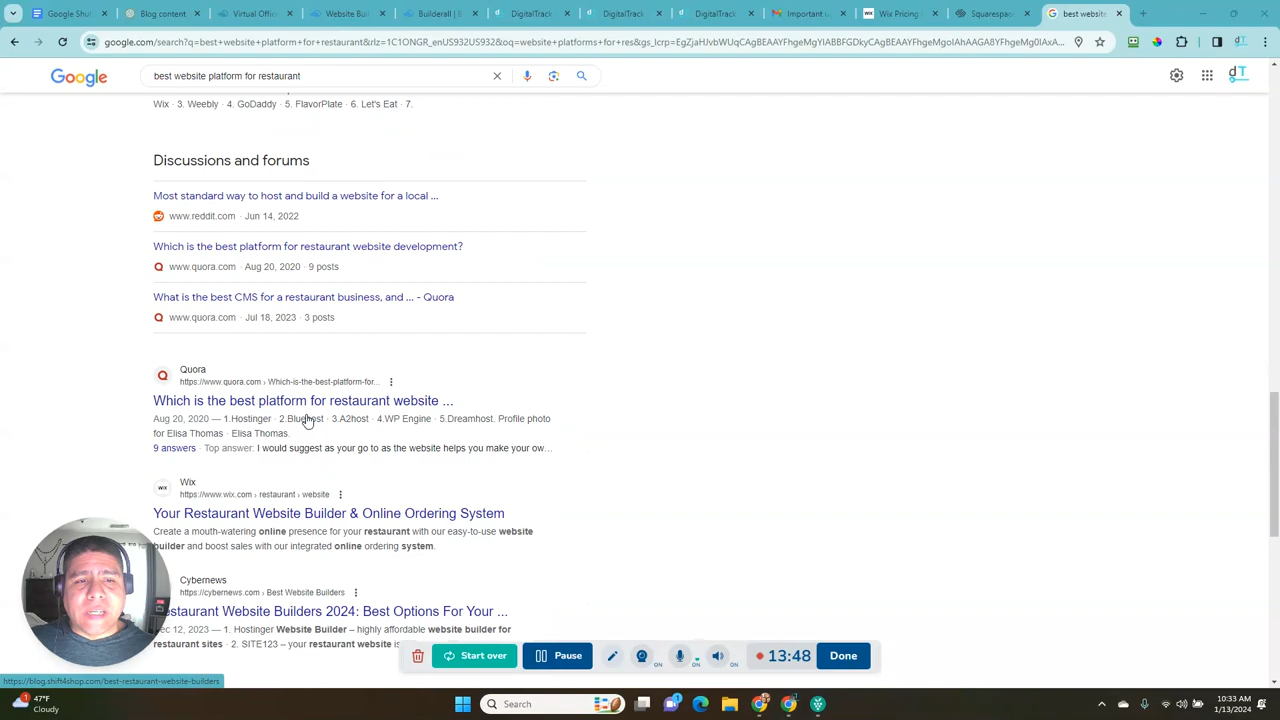 Builderall |
Builderall |
DigitalTrack
DigitalTrack
DigitalTrack
Impossible
Wix Pricing
Squarespac
best website
google.com/search?q=best+website+platform+for+restaurant&rlz=1C1ONGR_enUS932US932&oq=website+platforms+for+res&gs_lcrp=EgZjaHJvbWUqCAgBEAAYFhgeMgYIABBFGDkyCAgBEAAYFhgeMgoIAhAAGA8YFhgeMg0IAxA...
Google
best website platform for restaurant
dT
Wix · 3. Weebly · 4. GoDaddy · 5. FlavorPlate · 6. Let's Eat · 7.
Discussions and forums
Most standard way to host and build a website for a local ...
www.reddit.com · Jun 14, 2022
Which is the best platform for restaurant website development?
www.quora.com · Aug 20, 2020 · 9 posts
What is the best CMS for a restaurant business, and ... - Quora
www.quora.com · Jul 18, 2023 · 3 posts
Quora
https://www.quora.com › Which-is-the-best-platform-for...
Which is the best platform for restaurant website ...
Aug 20, 2020 — 1.Hostinger · 2.Bluehost · 3.A2host · 4.WP Engine · 5.Dreamhost. Profile photo
for Elisa Thomas · Elisa Thomas.
9 answers · Top answer: I would suggest as your go to as the website helps you make your ow...
WIX
Wix
https://www.wix.com › restaurant › website
Your Restaurant Website Builder & Online Ordering System
Create a mouth-watering online presence for your restaurant with our easy-to-use website
builder and boost sales with our integrated online ordering system.
Cybernews
https://cybernews.com › Best Website Builders
estaurant Website Builders 2024: Best Options For Your ...
Dec 12, 2023 — 1. Hostinger Website Builder – highly affordable website builder for
restaurant sites · 2. SITE123 – your restaurant website is
Start over
Pause
ON
ON
ON
13:48
Done
https://blog.shift4shop.com/best-restaurant-website-builders
47°F
Cloudy
Search
10:33 AM
1/13/2024